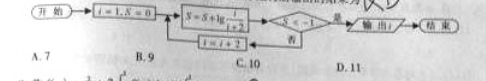 开始 i=1,S=0 S=S+lg i/(i+2) S<-1 是 输出i 结束
否
i=i+2
A.7 B.9 C.10 D.11